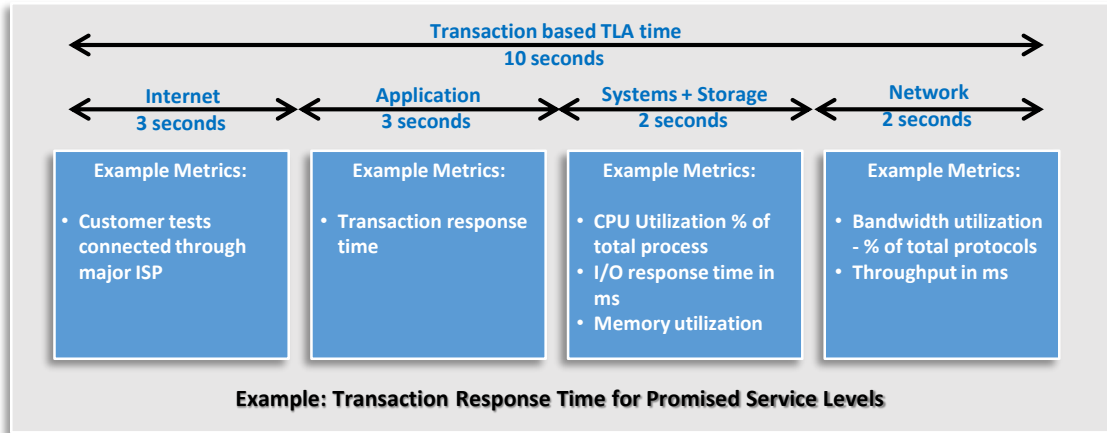 Transaction based TLA time
10 seconds
Internet
3 seconds
Application
3 seconds
Systems + Storage
2 seconds
Network
2 seconds
Example Metrics:
• Customer tests
connected through
major ISP
Example Metrics:
• Transaction response
time
Example Metrics:
• CPU Utilization % of
total process
• I/O response time in
ms
• Memory utilization
Example Metrics:
• Bandwidth utilization
- % of total protocols
• Throughput in ms
Example: Transaction Response Time for Promised Service Levels